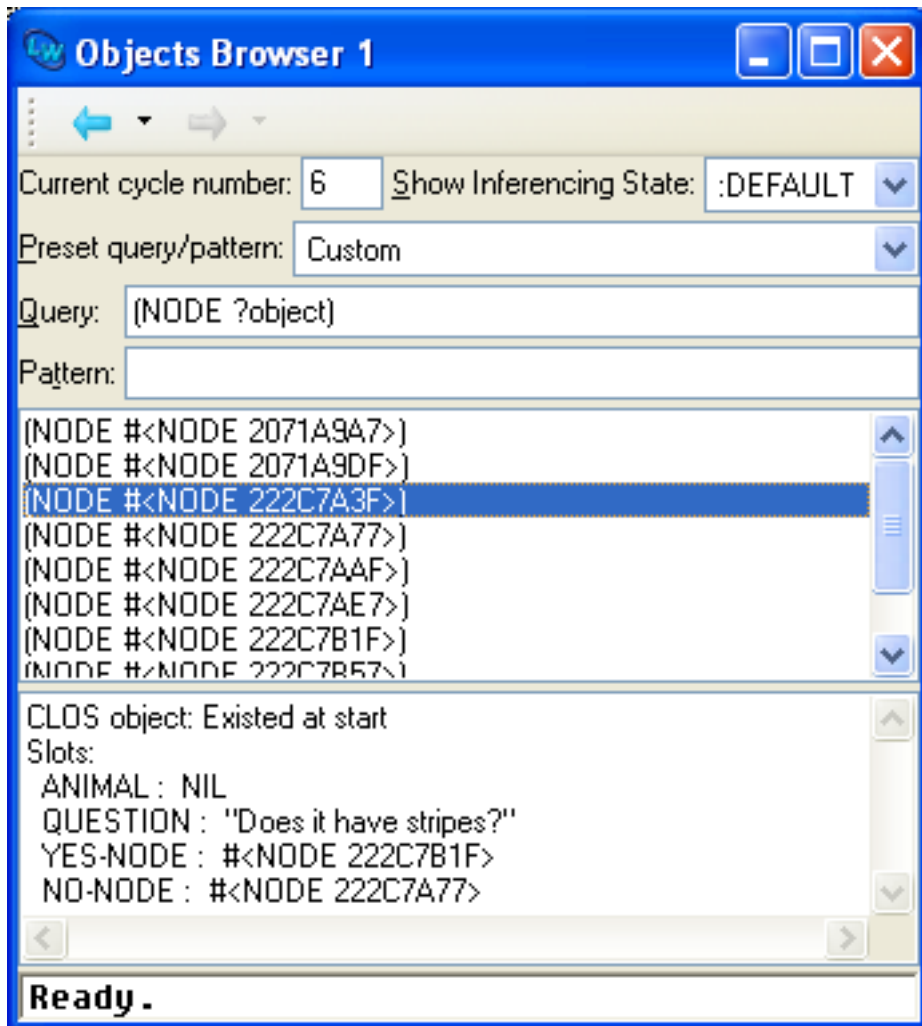 Objects Browser 1
Current cycle number: 6 Show Inferencing State: :DEFAULT
Preset query/pattern: Custom
Query: (NODE ?object)
Pattern:
(NODE #<NODE 2071A9A7>)
(NODE #<NODE 2071A9DF>)
(NODE #<NODE 222C7A3F>)
(NODE #<NODE 222C7A77>)
(NODE #<NODE 222C7AAF>)
(NODE #<NODE 222C7AE7>)
(NODE #<NODE 222C7B1F>)
(NODE #<NODE 222C7B57>)
CLOS object: Existed at start
Slots:
ANIMAL : NIL
QUESTION : "Does it have stripes?"
YES-NODE : #<NODE 222C7B1F>
NO-NODE : #<NODE 222C7A77>
Ready.